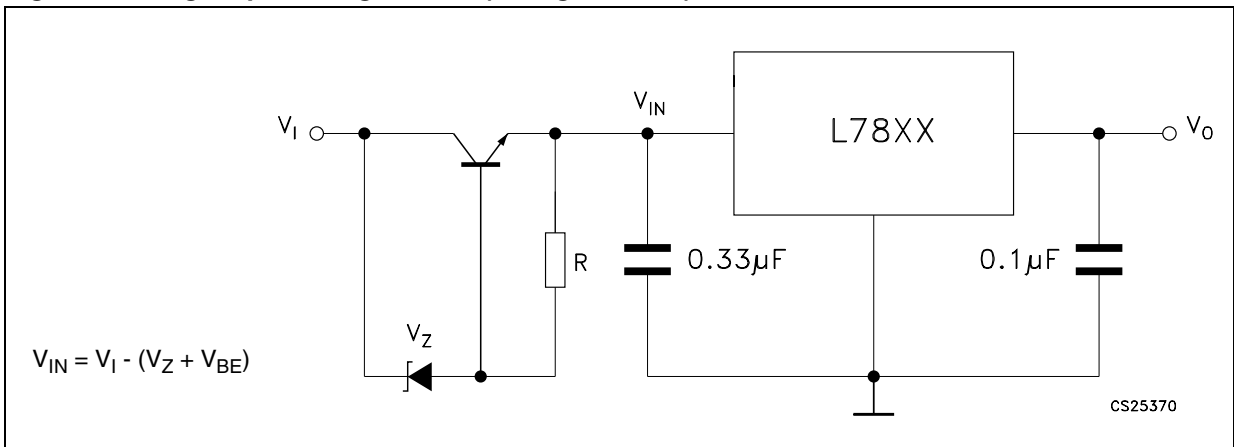 V_I
V_IN
L78XX
V_O
R
0.33µF
0.1µF
V_Z
V_IN = V_I - (V_Z + V_BE)
CS25370